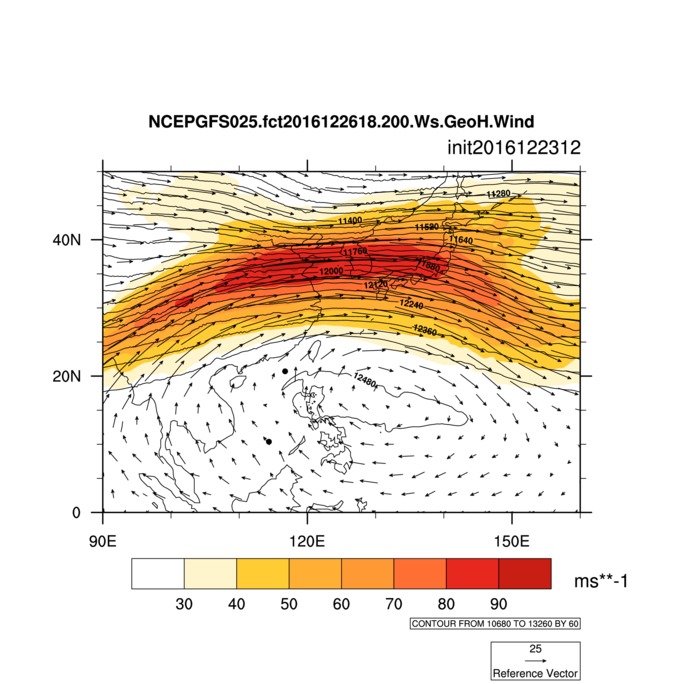 NCEPGFS025.fct2016122618.200.Ws.GeoH.Wind
init2016122312
11280
11400
11520
40N
11640
11760
11880
12000
12120
12240
12360
20N
12480
0
90E 120E 150E
ms**-1
30 40 50 60 70 80 90
CONTOUR FROM 10680 TO 13260 BY 60
25
Reference Vector